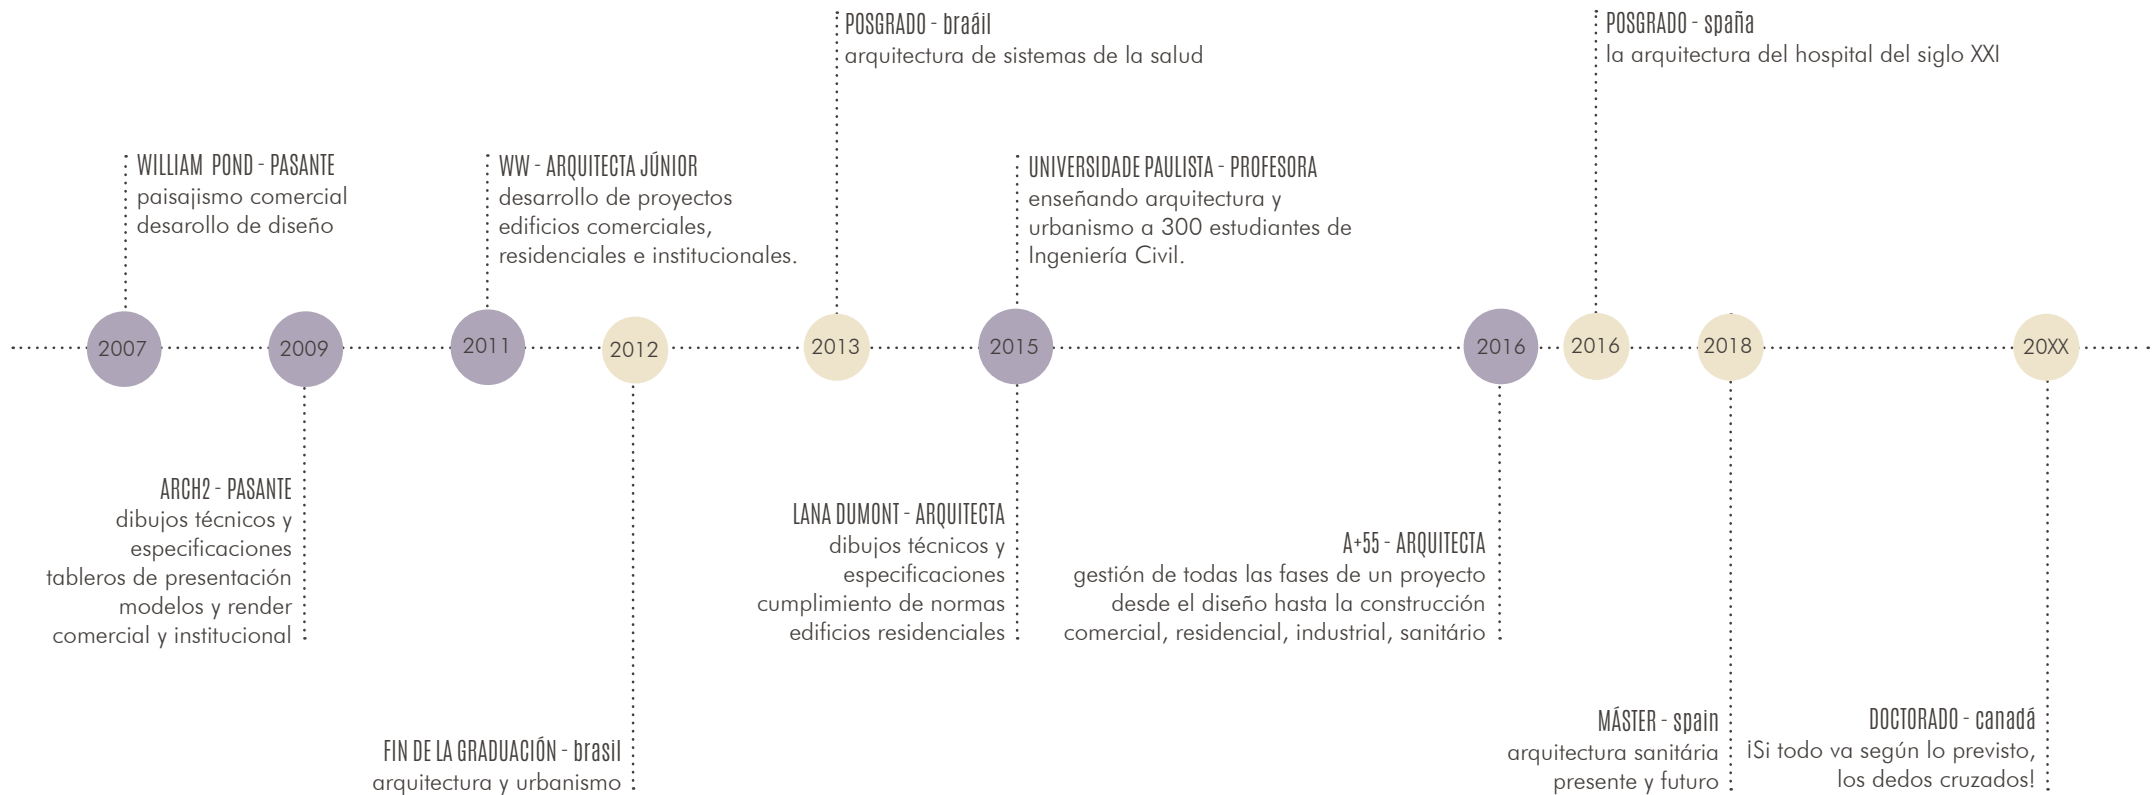 POSGRADO - braáil
arquitectura de sistemas de la salud
POSGRADO - spaña
la arquitectura del hospital del siglo XXI
WILLIAM POND - PASANTE
paisajismo comercial
desarollo de diseño
WW - ARQUITECTA JÚNIOR
desarrollo de proyectos
edificios comerciales,
residenciales e institucionales.
UNIVERSIDADE PAULISTA - PROFESORA
enseñando arquitectura y
urbanismo a 300 estudiantes de
Ingeniería Civil.
2007
2009
2011
2012
2013
2015
2016
2016
2018
20XX
ARCH2 - PASANTE
dibujos técnicos y
especificaciones
tableros de presentación
modelos y render
comercial y institucional
LANA DUMONT - ARQUITECTA
dibujos técnicos y
especificaciones
cumplimiento de normas
edificios residenciales
A+55 - ARQUITECTA
gestión de todas las fases de un proyecto
desde el diseño hasta la construcción
comercial, residencial, industrial, sanitário
FIN DE LA GRADUACIÓN - brasil
arquitectura y urbanismo
MÁSTER - spain
arquitectura sanitária
presente y futuro
DOCTORADO - canadá
¡Si todo va según lo previsto,
los dedos cruzados!